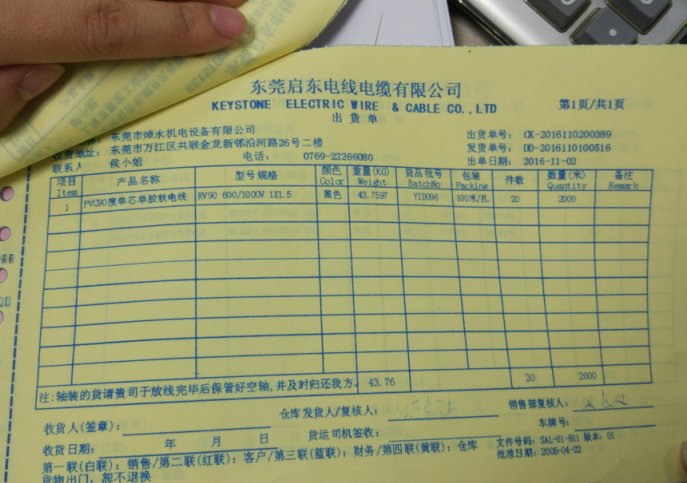 东莞启东电线电缆有限公司
KEYSTONE ELECTRIC WIRE & CABLE CO., LTD
第1页/共1页
出货单
东莞市焯永机电设备有限公司
出货单号: CK-2016110200389
收货地址: 东莞市万江区共联金龙新邨沿河路26号二楼
发货单号: DD-2016110100516
联系人: 侯小姐 电话: 0769-22266080
出单日期: 2016-11-02
项目 Item 产品名称 型号规格 颜色 Color 重量(KG) Weight 货品批号 BatchNo 包装 Packing 件数 数量(米) Quantity 备注 Remark
1 PVC90度单芯单胶软电线 RV90 600/1000V 1X1.5 黑色 43.7597 YID096 100米/扎 20 2000
注:轴装的货请贵司于放线完毕后保管好空轴,并及时归还我方. 43.76 20 2000
收货人(签章): 仓库发货人/复核人: 销售部复核人:
收货日期: 年 月 日 货运司机签收: 车牌号:
第一联(白联): 销售/第二联(红联): 客户/第三联(蓝联): 财务/第四联(黄联): 仓库
文件号码: SAL-01-B11 版本: 01
货物出门, 恕不退换
批准日期: 2005-04-22